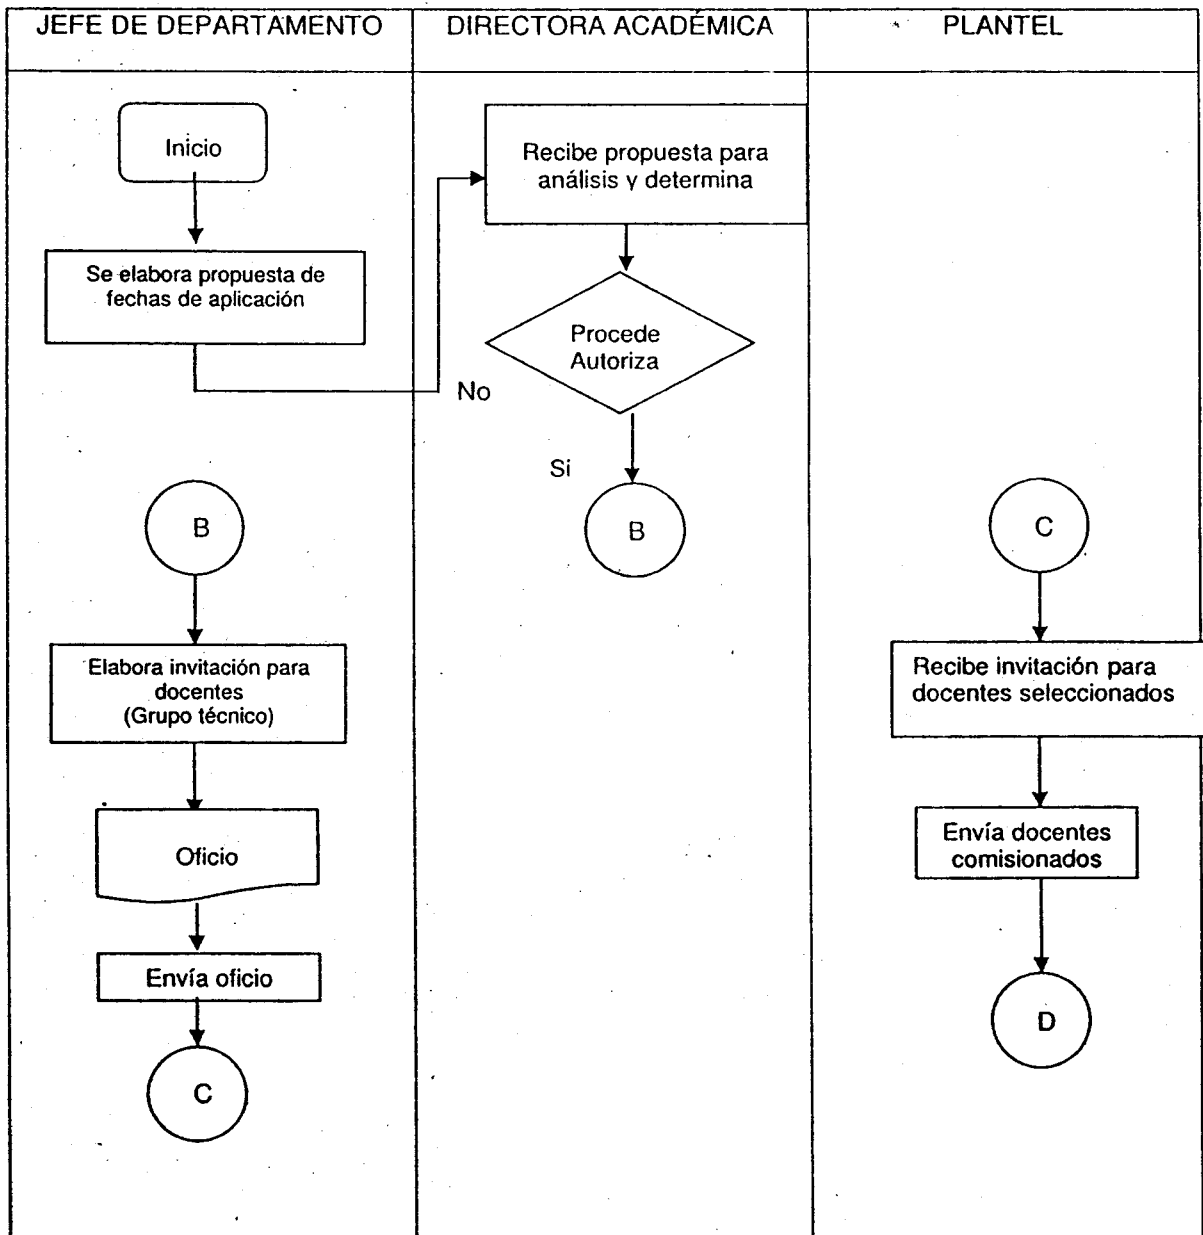 JEFE DE DEPARTAMENTO
DIRECTORA ACADÉMICA
PLANTEL
Inicio
Se elabora propuesta de
fechas de aplicación
Recibe propuesta para
análisis y determina
Procede
Autoriza
No
Si
B
B
C
Elabora invitación para
docentes
(Grupo técnico)
Oficio
Envía oficio
C
Recibe invitación para
docentes seleccionados
Envía docentes
comisionados
D